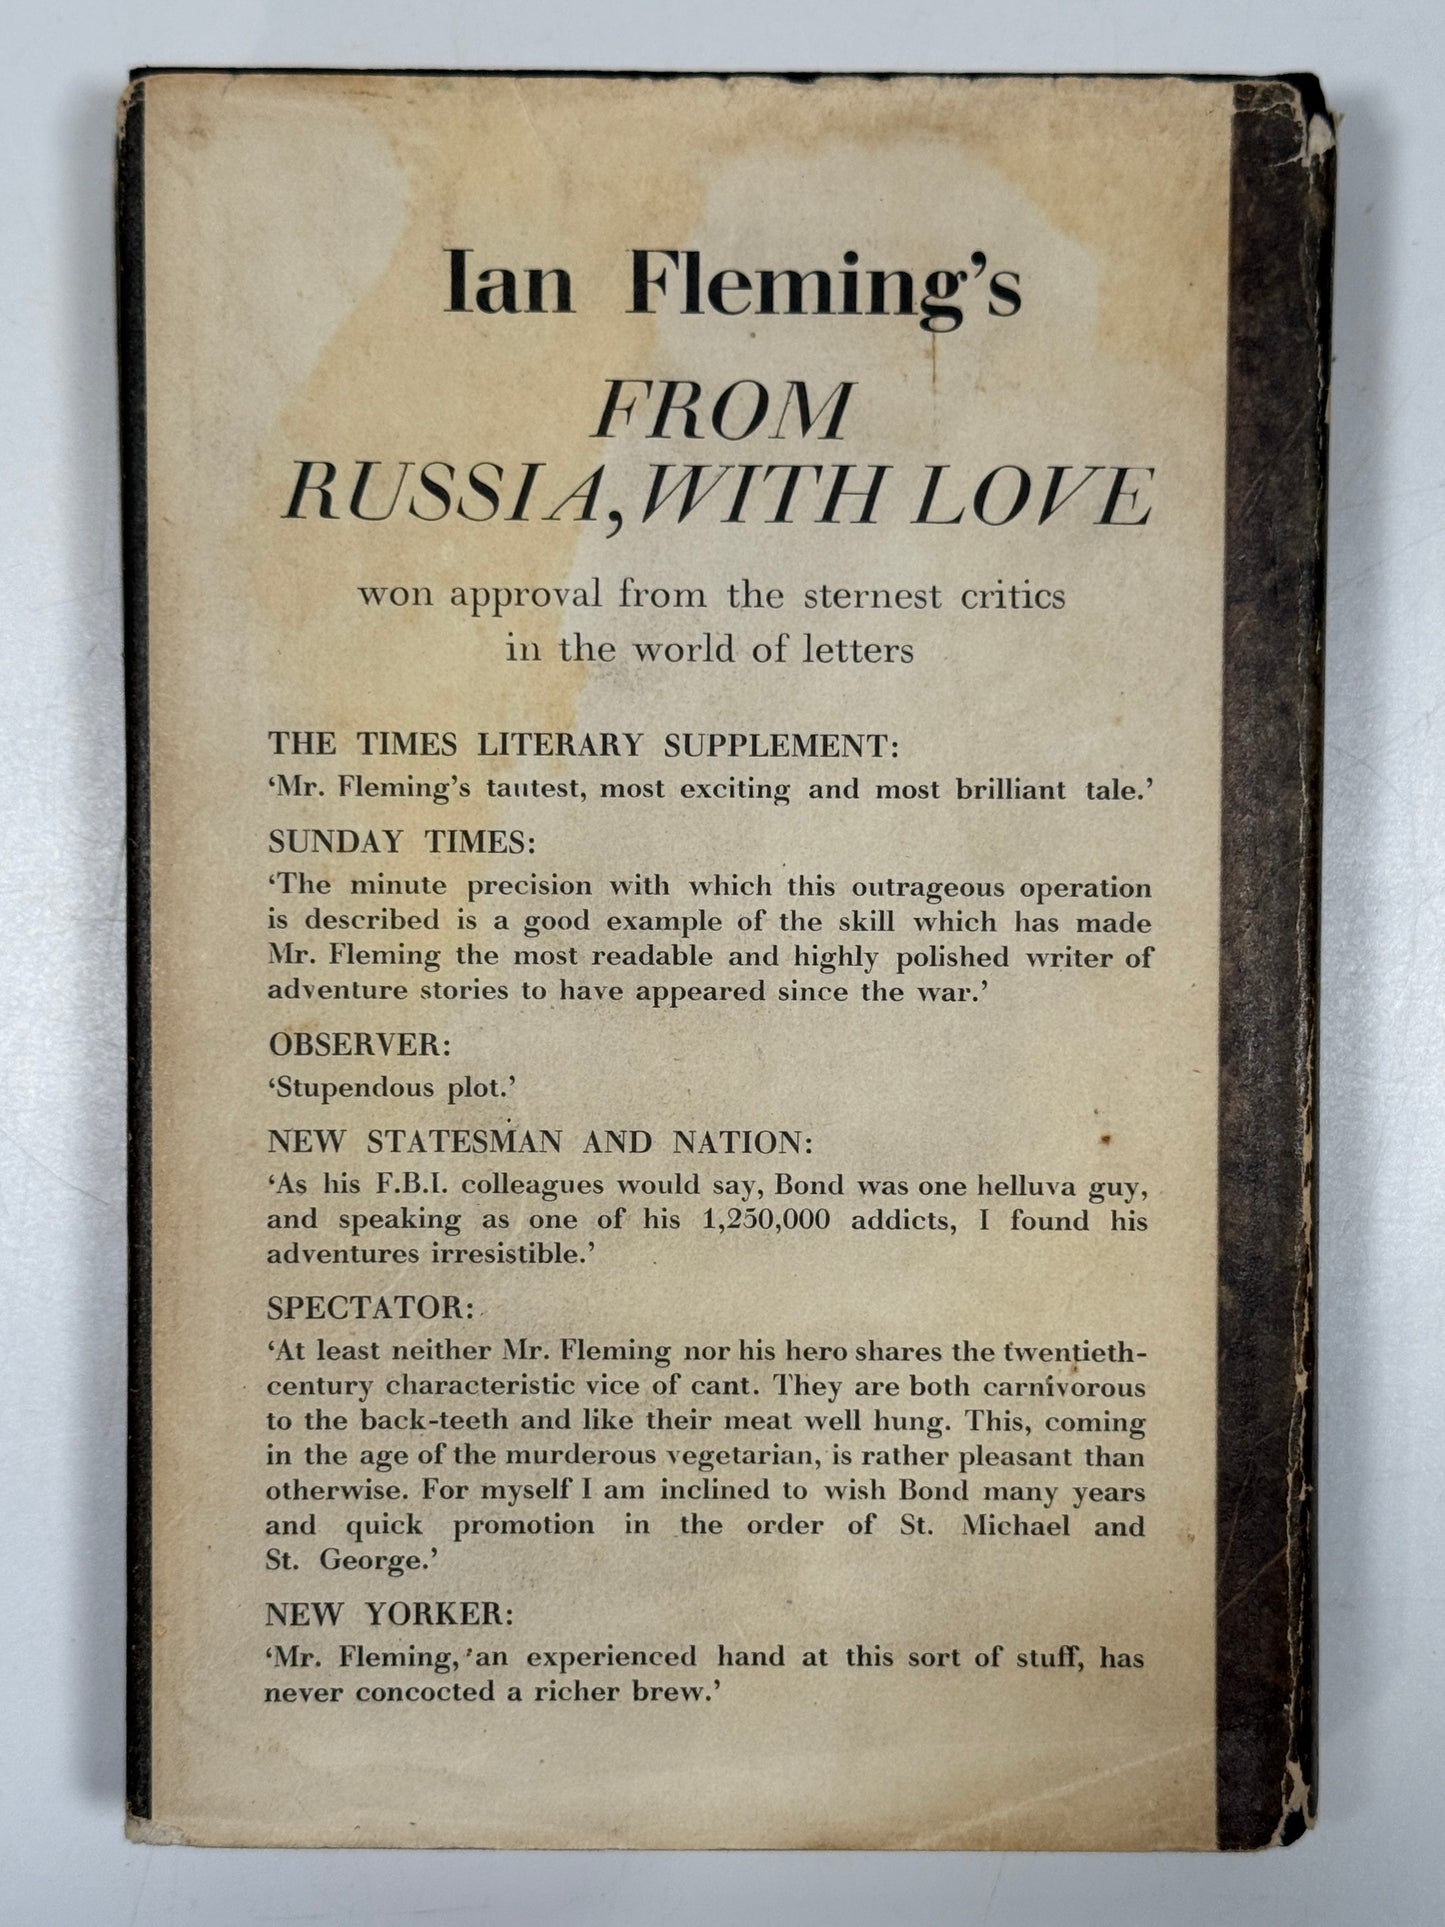 Ian Fleming's
FROM
RUSSIA, WITH LOVE
won approval from the sternest critics
in the world of letters
THE TIMES LITERARY SUPPLEMENT:
‘Mr. Fleming’s tautest, most exciting and most brilliant tale.’
SUNDAY TIMES:
‘The minute precision with which this outrageous operation
is described is a good example of the skill which has made
Mr. Fleming the most readable and highly polished writer of
adventure stories to have appeared since the war.’
OBSERVER:
‘Stupendous plot.’
NEW STATESMAN AND NATION:
‘As his F.B.I. colleagues would say, Bond was one helluva guy,
and speaking as one of his 1,250,000 addicts, I found his
adventures irresistible.’
SPECTATOR:
‘At least neither Mr. Fleming nor his hero shares the twentieth-
century characteristic vice of cant. They are both carnivorous
to the back-teeth and like their meat well hung. This, coming
in the age of the murderous vegetarian, is rather pleasant than
otherwise. For myself I am inclined to wish Bond many years
and quick promotion in the order of St. Michael and
St. George.’
NEW YORKER:
‘Mr. Fleming, an experienced hand at this sort of stuff, has
never concocted a richer brew.’